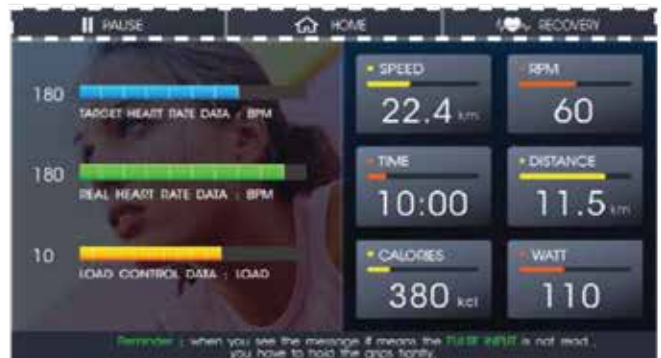 PAUSE
HOME
RECOVERY
180
TARGET HEART RATE DATA : BPM
180
REAL HEART RATE DATA : BPM
10
LOAD CONTROL DATA : LOAD
SPEED
22.4 km
RPM
60
TIME
10:00
DISTANCE
11.5 km
CALORIES
380 kcl
WATT
110
Reminder : when you see the message it means the PULSE INPUT is not read ,
you have to hold the grips tightly.